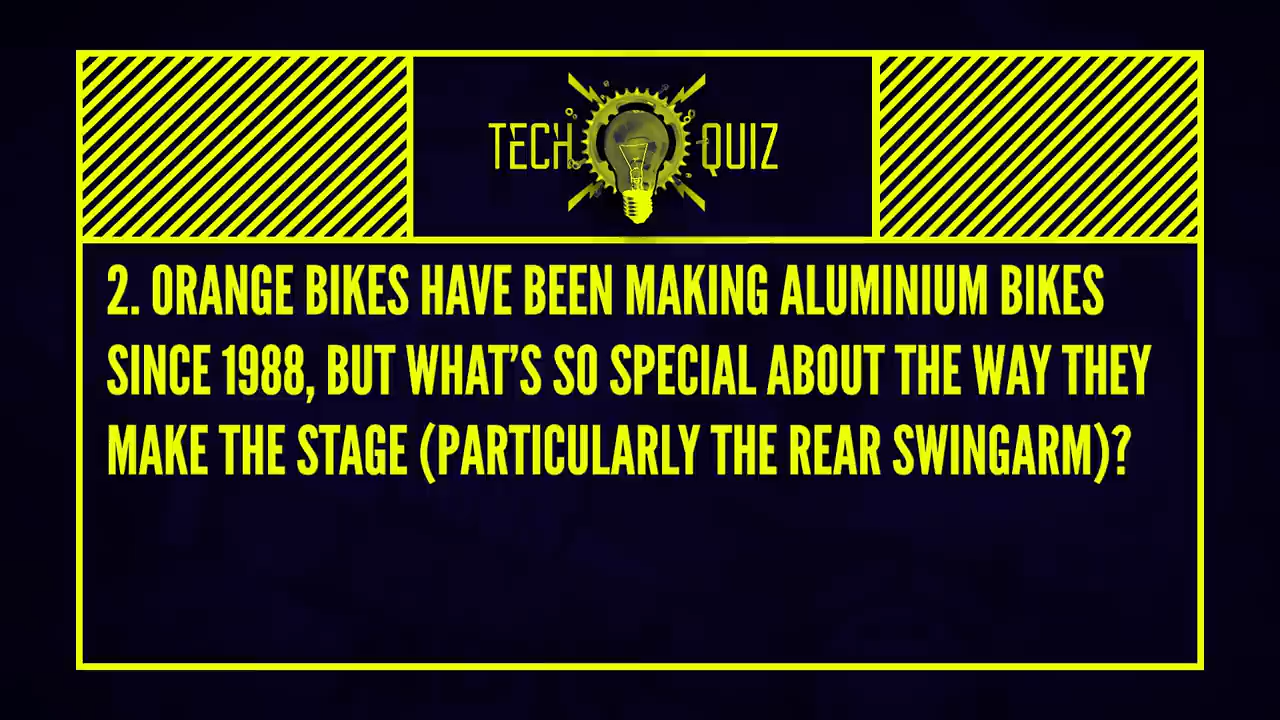 TECH QUIZ
2. ORANGE BIKES HAVE BEEN MAKING ALUMINIUM BIKES
SINCE 1988, BUT WHAT'S SO SPECIAL ABOUT THE WAY THEY
MAKE THE STAGE (PARTICULARLY THE REAR SWINGARM)?